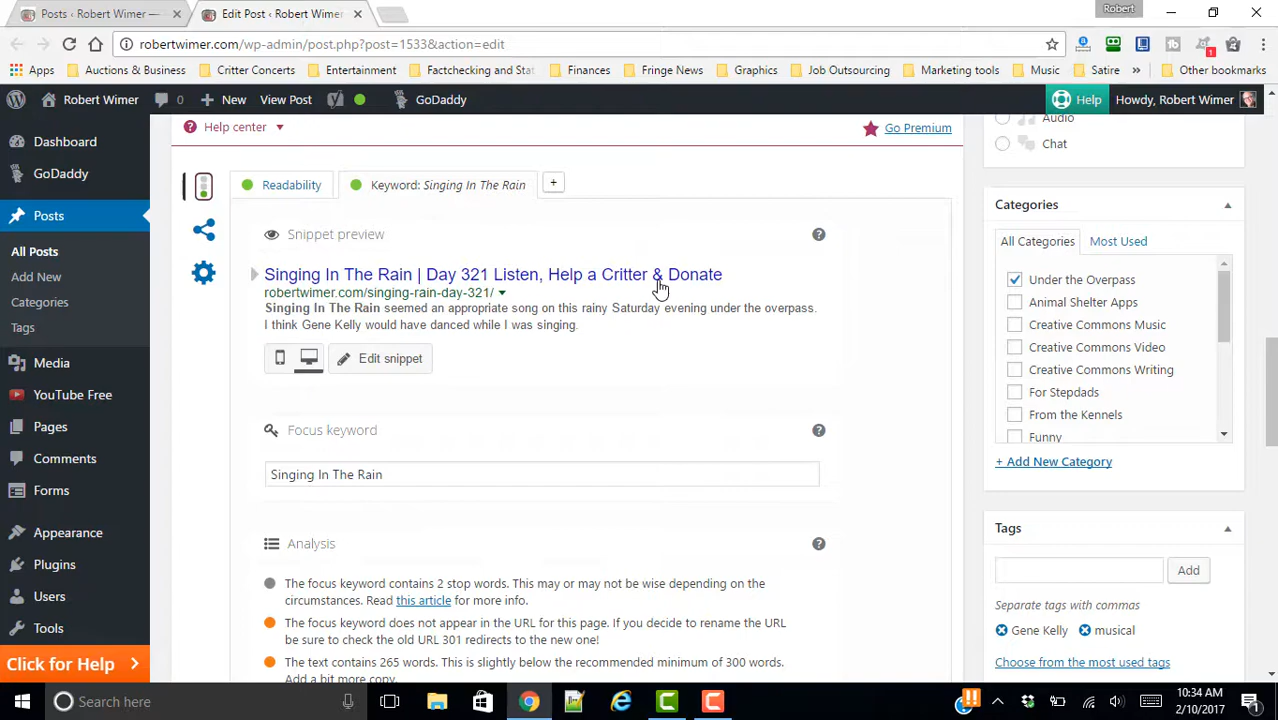 Posts ‹ Robert Wimer —
Edit Post ‹ Robert Wimer
Robert
robertwimer.com/wp-admin/post.php?post=1533&action=edit
Apps
Auctions & Business
Critter Concerts
Entertainment
Factchecking and Stat
Finances
Fringe News
Graphics
Job Outsourcing
Marketing tools
Music
Satire
»
Other bookmarks
Robert Wimer
0
New
View Post
GoDaddy
Help
Howdy, Robert Wimer
Dashboard
GoDaddy
Posts
All Posts
Add New
Categories
Tags
Media
YouTube Free
Pages
Comments
Forms
Appearance
Plugins
Users
Tools
Click for Help
Help center
Go Premium
Readability
Keyword: Singing In The Rain
+
Snippet preview
Singing In The Rain | Day 321 Listen, Help a Critter & Donate
robertwimer.com/singing-rain-day-321/
Singing In The Rain seemed an appropriate song on this rainy Saturday evening under the overpass.
I think Gene Kelly would have danced while I was singing.
Edit snippet
Focus keyword
Singing In The Rain
Analysis
The focus keyword contains 2 stop words. This may or may not be wise depending on the
circumstances. Read this article for more info.
The focus keyword does not appear in the URL for this page. If you decide to rename the URL
be sure to check the old URL 301 redirects to the new one!
The text contains 265 words. This is slightly below the recommended minimum of 300 words.
Add a bit more copy.
Audio
Chat
Categories
All Categories
Most Used
Under the Overpass
Animal Shelter Apps
Creative Commons Music
Creative Commons Video
Creative Commons Writing
For Stepdads
From the Kennels
Funny
+ Add New Category
Tags
Add
Separate tags with commas
Gene Kelly
musical
Choose from the most used tags
Search here
10:34 AM
2/10/2017